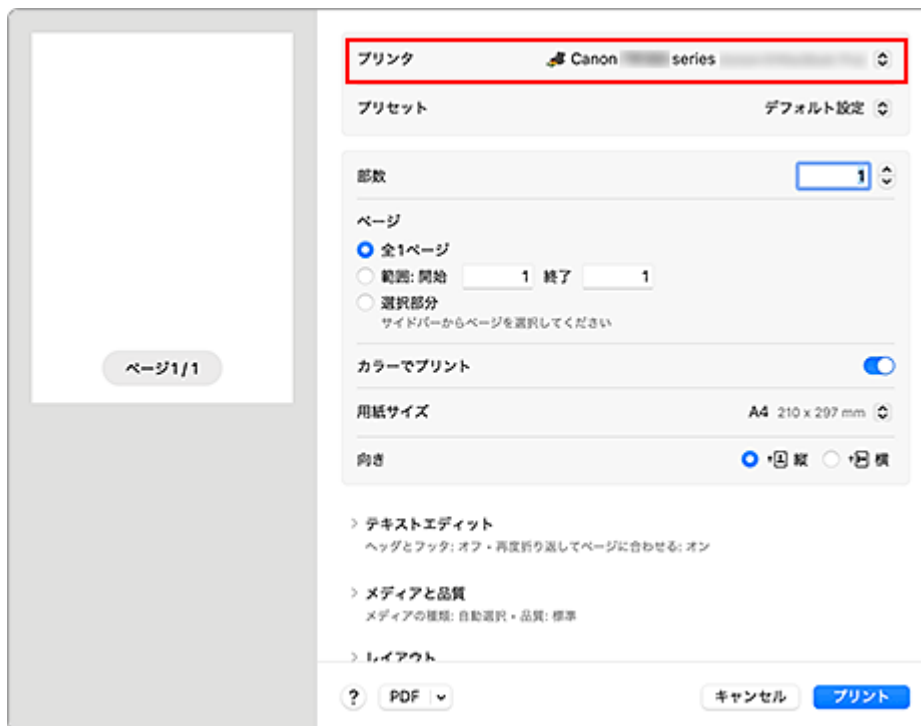 プリンタ Canon series
プリセット デフォルト設定
部数 1
ページ
全1ページ
範囲: 開始 1 終了 1
選択部分
サイドバーからページを選択してください
ページ1/1
カラーでプリント
用紙サイズ A4 210 x 297 mm
向き 縦 横
テキストエディット
ヘッダとフッタ: オフ • 再度折り返してページに合わせる: オン
メディアと品質
メディアの種類: 自動選択 • 品質: 標準
レイアウト
? PDF キャンセル プリント